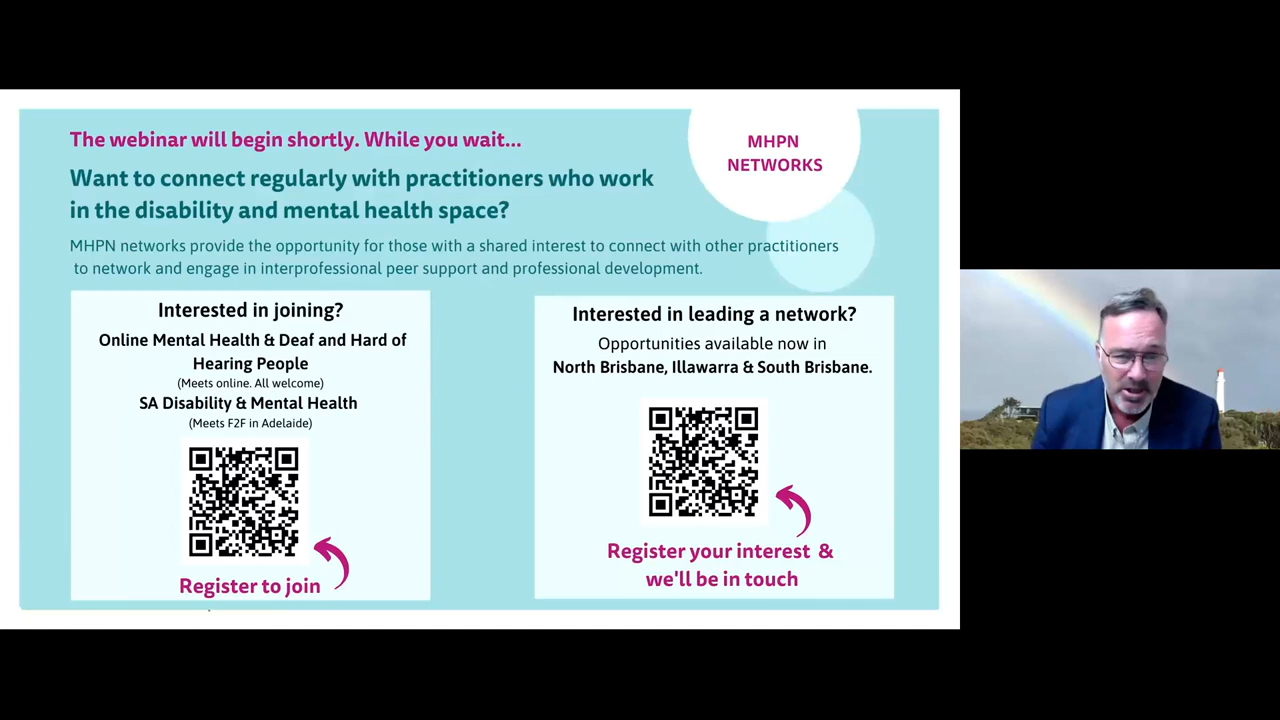 The webinar will begin shortly. While you wait...
MHPN
NETWORKS
Want to connect regularly with practitioners who work
in the disability and mental health space?
MHPN networks provide the opportunity for those with a shared interest to connect with other practitioners
to network and engage in interprofessional peer support and professional development.
Interested in joining?
Online Mental Health & Deaf and Hard of
Hearing People
(Meets online. All welcome)
SA Disability & Mental Health
(Meets F2F in Adelaide)
Register to join
Interested in leading a network?
Opportunities available now in
North Brisbane, Illawarra & South Brisbane.
Register your interest &
we'll be in touch